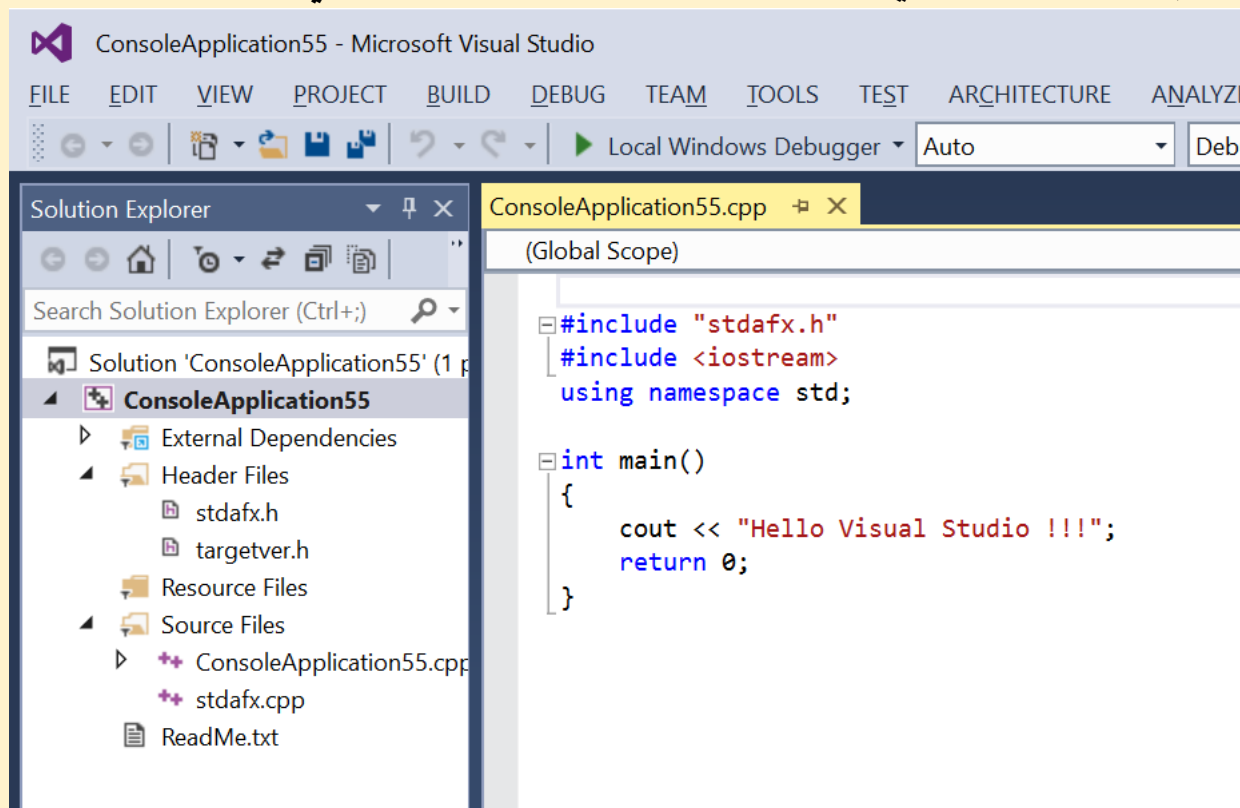 ConsoleApplication55 - Microsoft Visual Studio
FILE EDIT VIEW PROJECT BUILD DEBUG TEAM TOOLS TEST ARCHITECTURE ANALYZE
Local Windows Debugger Auto Deb
Solution Explorer
Search Solution Explorer (Ctrl+;)
Solution 'ConsoleApplication55' (1 p
ConsoleApplication55
External Dependencies
Header Files
stdafx.h
targetver.h
Resource Files
Source Files
ConsoleApplication55.cpp
stdafx.cpp
ReadMe.txt
ConsoleApplication55.cpp
(Global Scope)
#include "stdafx.h"
#include <iostream>
using namespace std;
int main()
{
cout << "Hello Visual Studio !!!";
return 0;
}